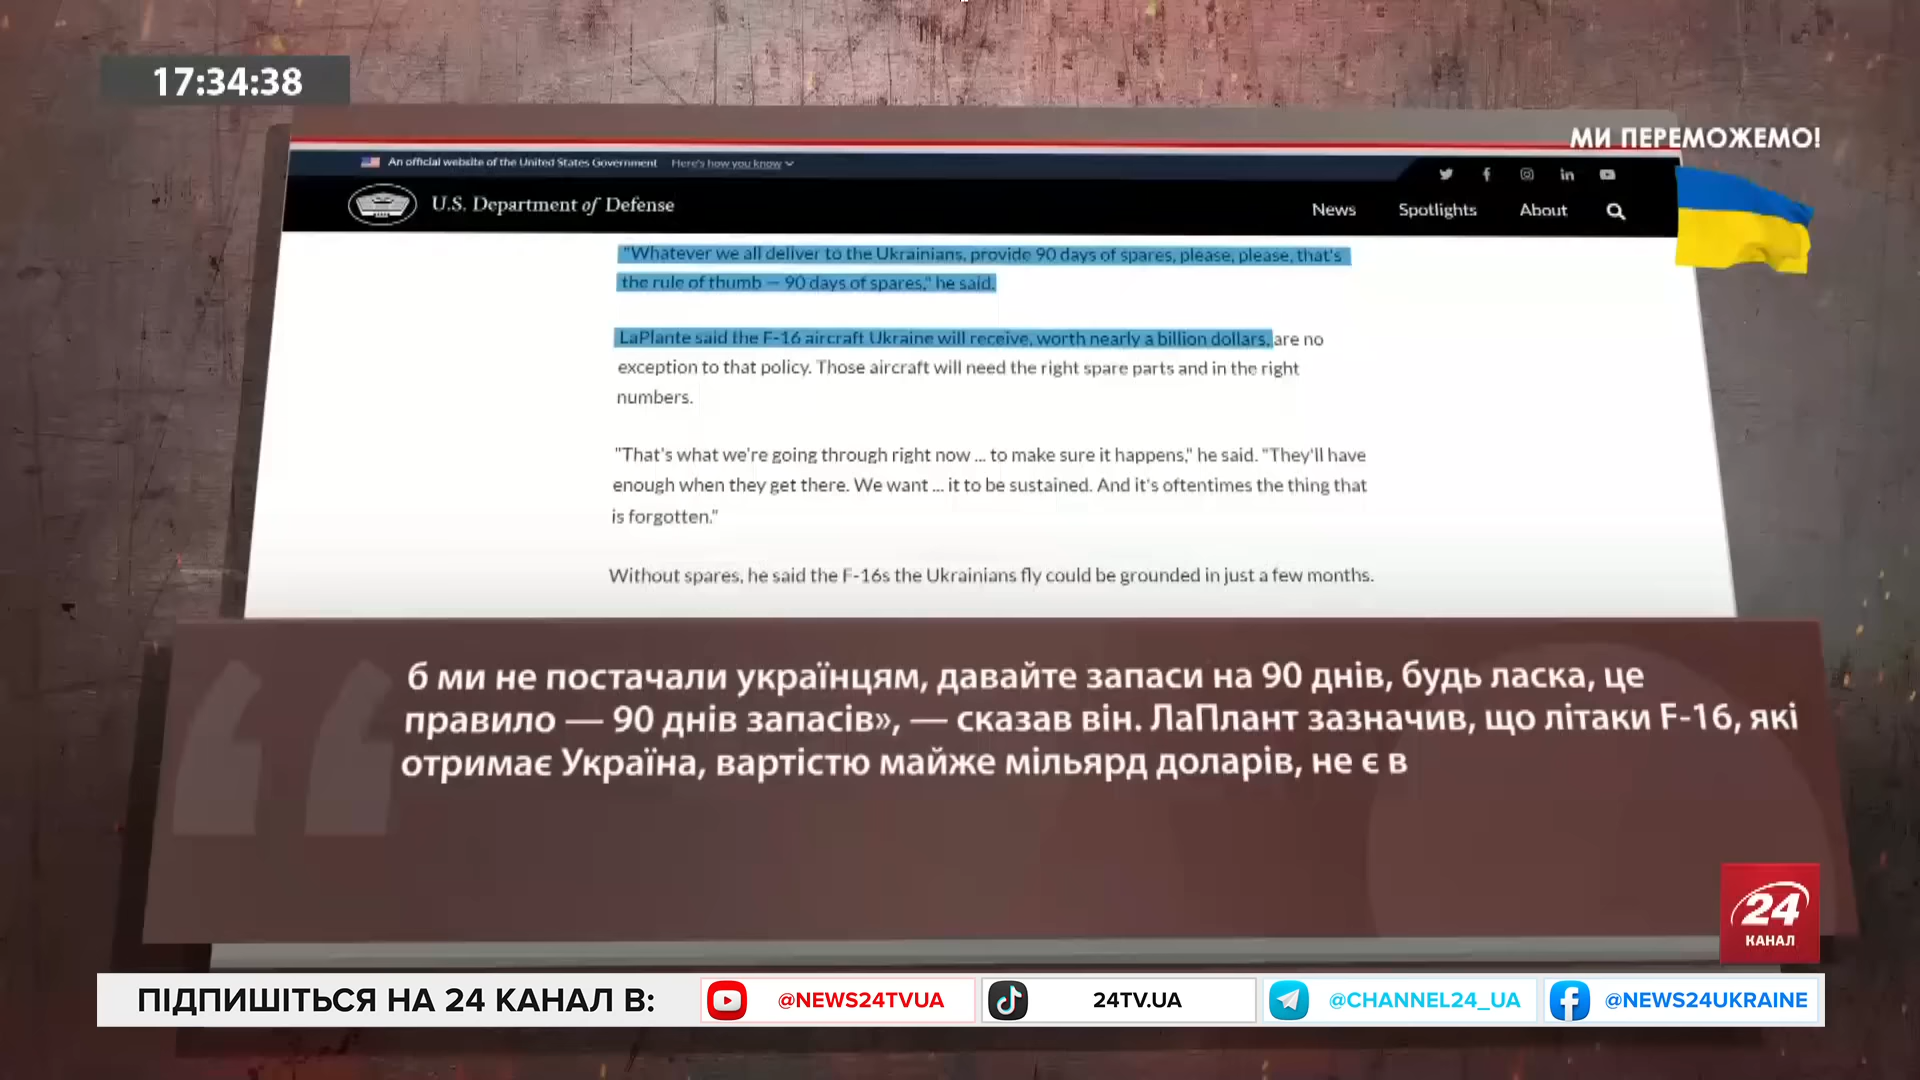 17:34:38
МИ ПЕРЕМОЖЕМО!
An official website of the United States Government Here's how you know
U.S. Department of Defense
News Spotlights About
"Whatever we all deliver to the Ukrainians, provide 90 days of spares, please, please, that's
the rule of thumb — 90 days of spares," he said.
LaPlante said the F-16 aircraft Ukraine will receive, worth nearly a billion dollars, are no
exception to that policy. Those aircraft will need the right spare parts and in the right
numbers.
"That's what we're going through right now ... to make sure it happens," he said. "They'll have
enough when they get there. We want ... it to be sustained. And it's oftentimes the thing that
is forgotten."
Without spares, he said the F-16s the Ukrainians fly could be grounded in just a few months.
б ми не постачали українцям, давайте запаси на 90 днів, будь ласка, це
правило — 90 днів запасів», — сказав він. ЛаПлант зазначив, що літаки F-16, які
отримає Україна, вартістю майже мільярд доларів, не є в
24
КАНАЛ
ПІДПИШІТЬСЯ НА 24 КАНАЛ В: @NEWS24TVUA 24TV.UA @CHANNEL24_UA @NEWS24UKRAINE